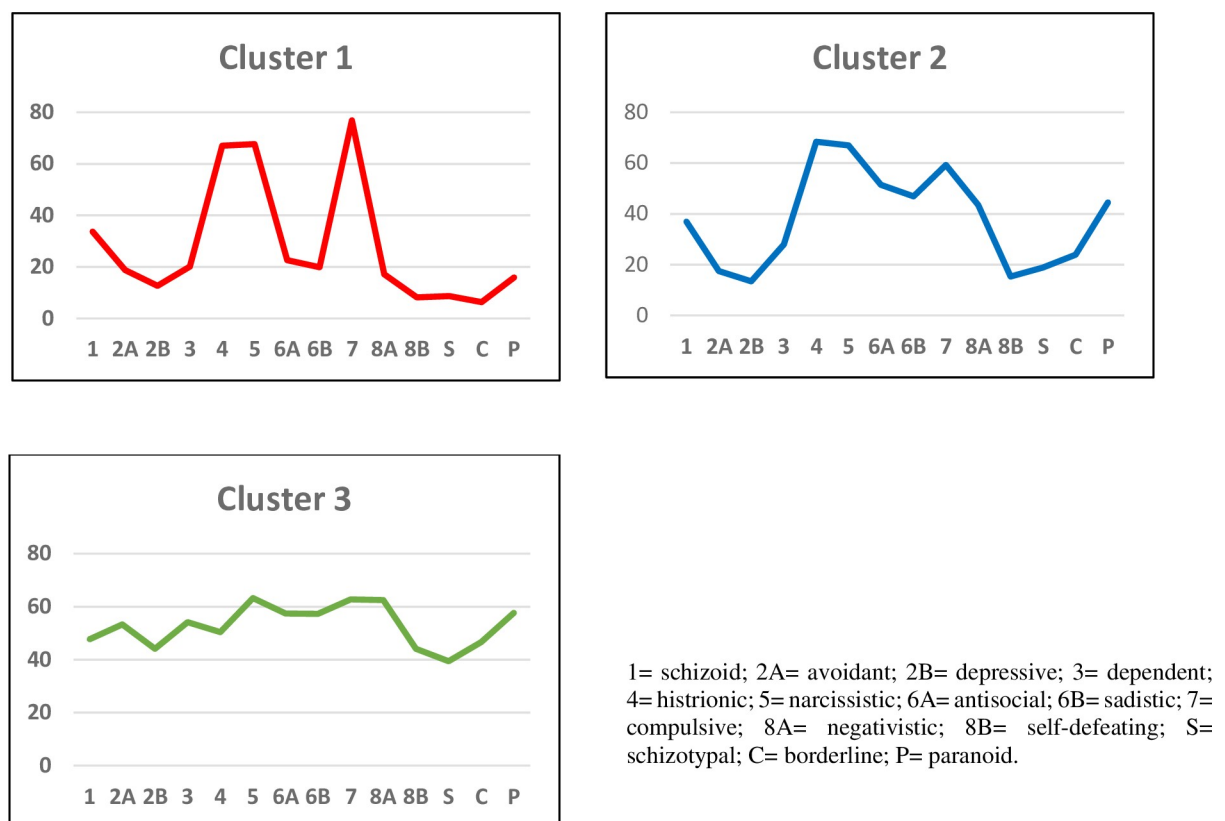 Cluster 1
80
60
40
20
0
1 2A 2B 3 4 5 6A 6B 7 8A 8B S C P
Cluster 2
80
60
40
20
0
1 2A 2B 3 4 5 6A 6B 7 8A 8B S C P
Cluster 3
80
60
40
20
0
1 2A 2B 3 4 5 6A 6B 7 8A 8B S C P
1= schizoid; 2A= avoidant; 2B= depressive; 3= dependent;
4= histrionic; 5= narcissistic; 6A= antisocial; 6B= sadistic; 7=
compulsive; 8A= negativistic; 8B= self-defeating; S=
schizotypal; C= borderline; P= paranoid.